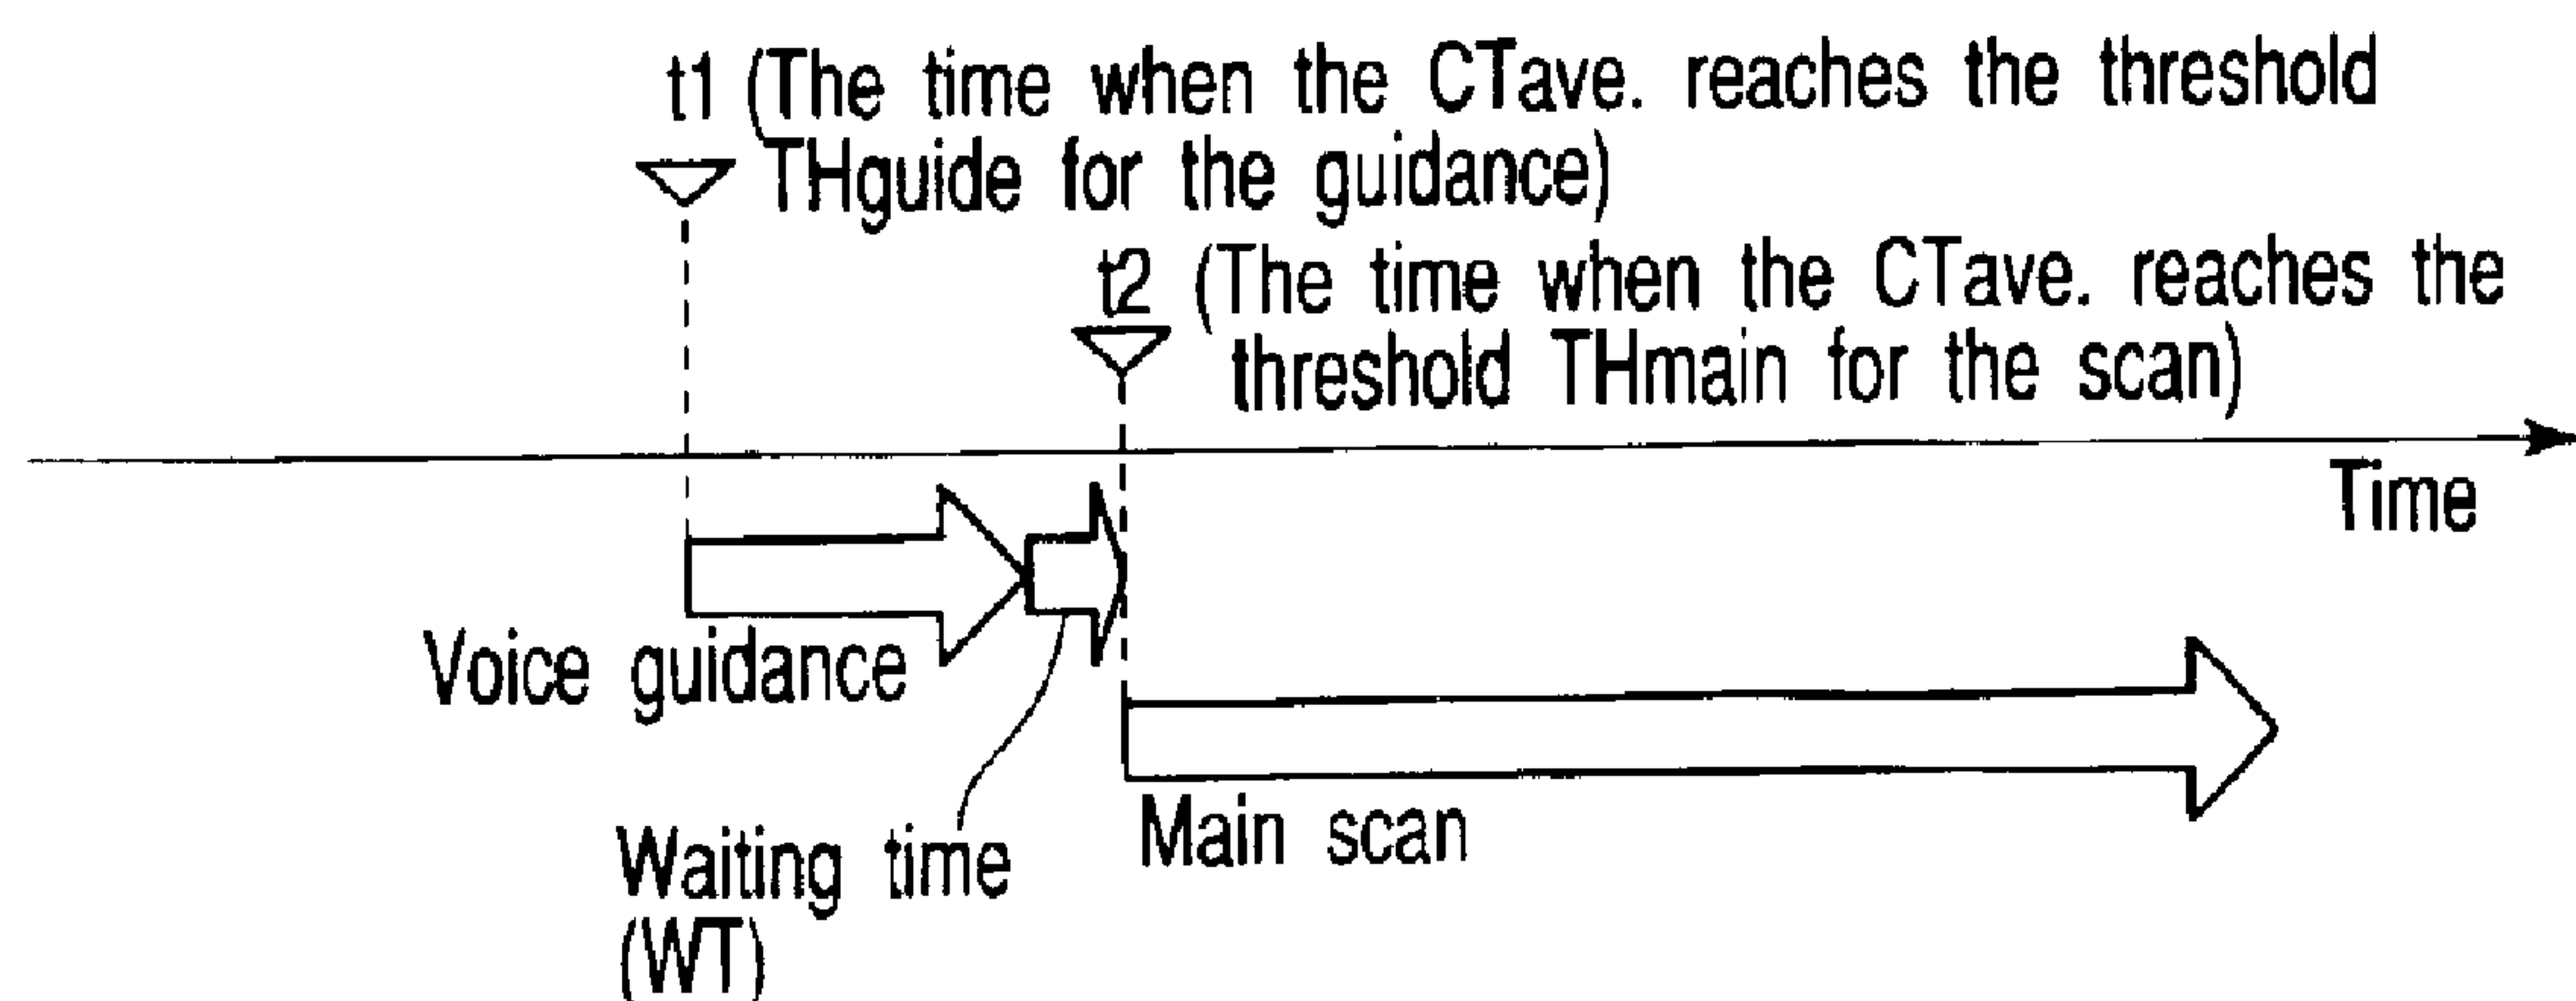 t1 (The time when the CTave. reaches the threshold
THguide for the guidance)
t2 (The time when the CTave. reaches the
threshold THmain for the scan)
Time
Voice guidance
Waiting time
(WT)
Main scan